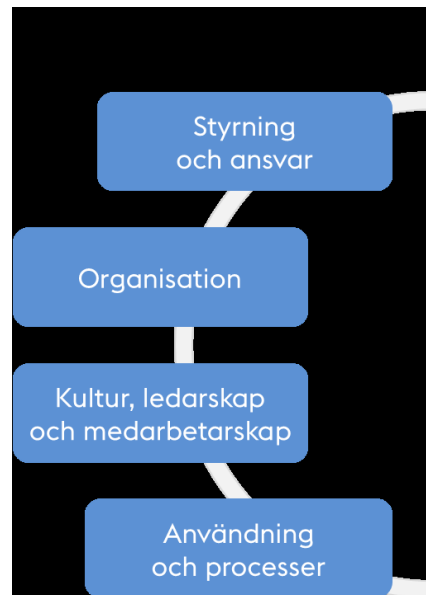 Styrning
och ansvar
Organisation
Kultur, ledarskap
och medarbetarskap
Användning
och processer